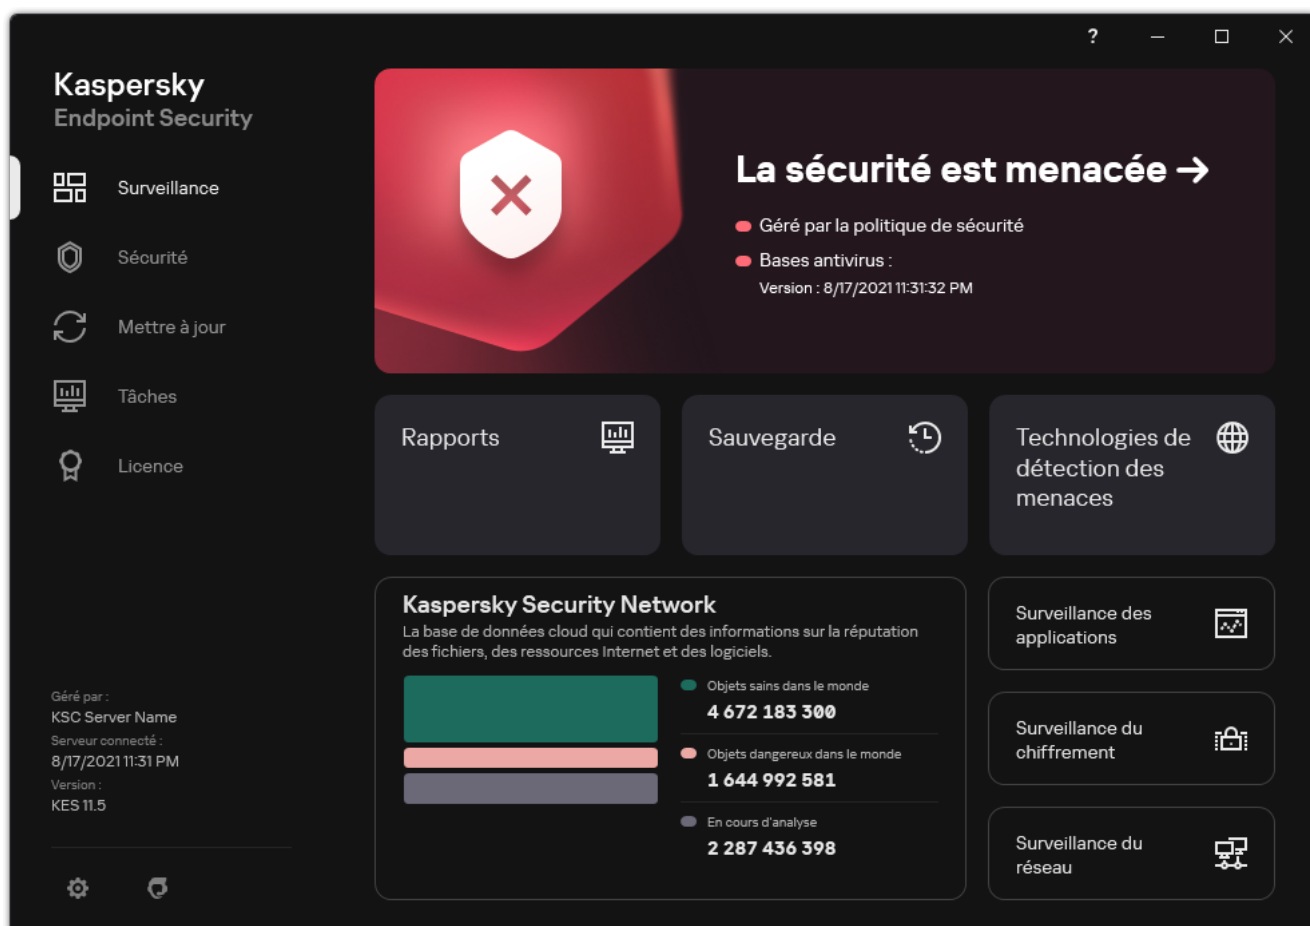 ?
Kaspersky
Endpoint Security
Surveillance
Sécurité
Mettre à jour
Tâches
Licence
Géré par :
KSC Server Name
Serveur connecté :
8/17/2021 11:31 PM
Version :
KES 11.5
La sécurité est menacée →
Géré par la politique de sécurité
Bases antivirus :
Version : 8/17/2021 11:31:32 PM
Rapports
Sauvegarde
Technologies de
détection des
menaces
Kaspersky Security Network
La base de données cloud qui contient des informations sur la réputation
des fichiers, des ressources Internet et des logiciels.
Objets sains dans le monde
4 672 183 300
Objets dangereux dans le monde
1 644 992 581
En cours d'analyse
2 287 436 398
Surveillance des
applications
Surveillance du
chiffrement
Surveillance du
réseau